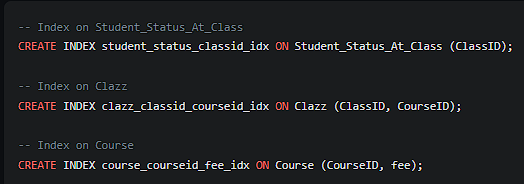 -- Index on Student_Status_At_Class
CREATE INDEX student_status_classid_idx ON Student_Status_At_Class (ClassID);
-- Index on Clazz
CREATE INDEX clazz_classid_courseid_idx ON Clazz (ClassID, CourseID);
-- Index on Course
CREATE INDEX course_courseid_fee_idx ON Course (CourseID, fee);